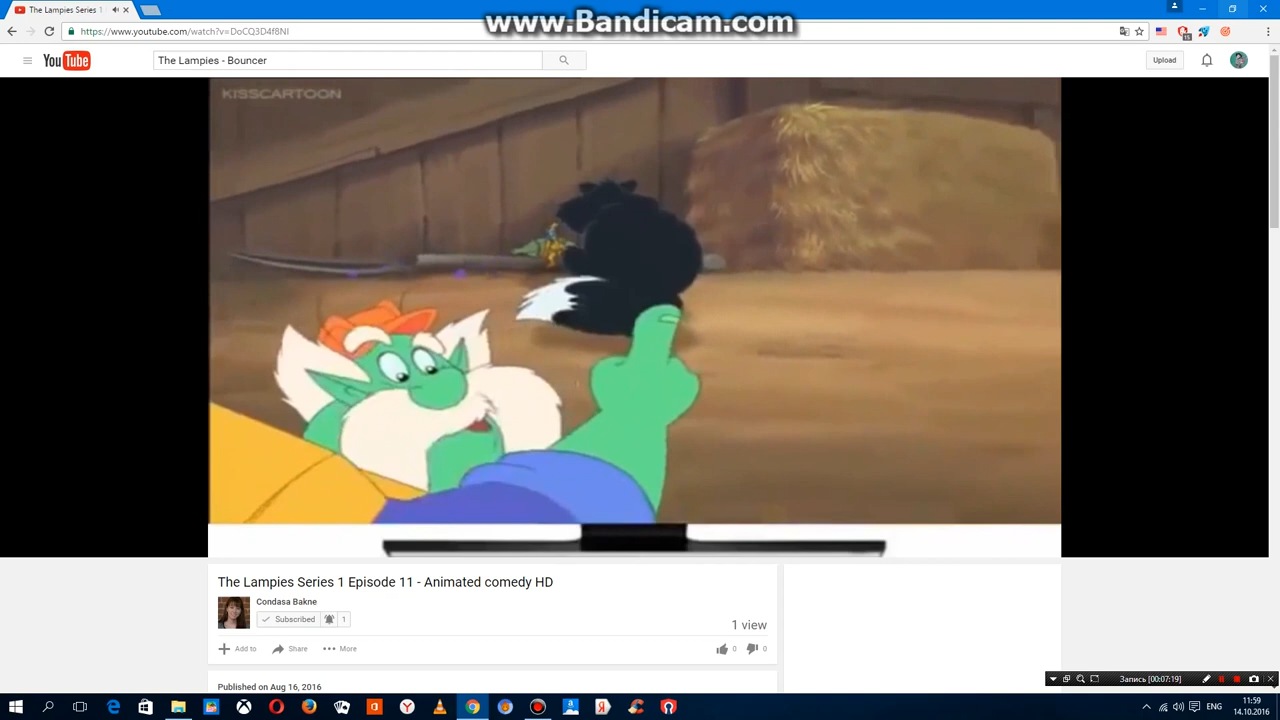 The Lampies Series 1
www.Bandicam.com
https://www.youtube.com/watch?v=DoCQ3D4f8NI
15
YouTube
The Lampies - Bouncer
Upload
KISSCARTOON
The Lampies Series 1 Episode 11 - Animated comedy HD
Condasa Bakne
Subscribed 1
1 view
Add to Share More 0 0
Published on Aug 16, 2016
Запись [00:07:19]
ENG
11:59
14.10.2016